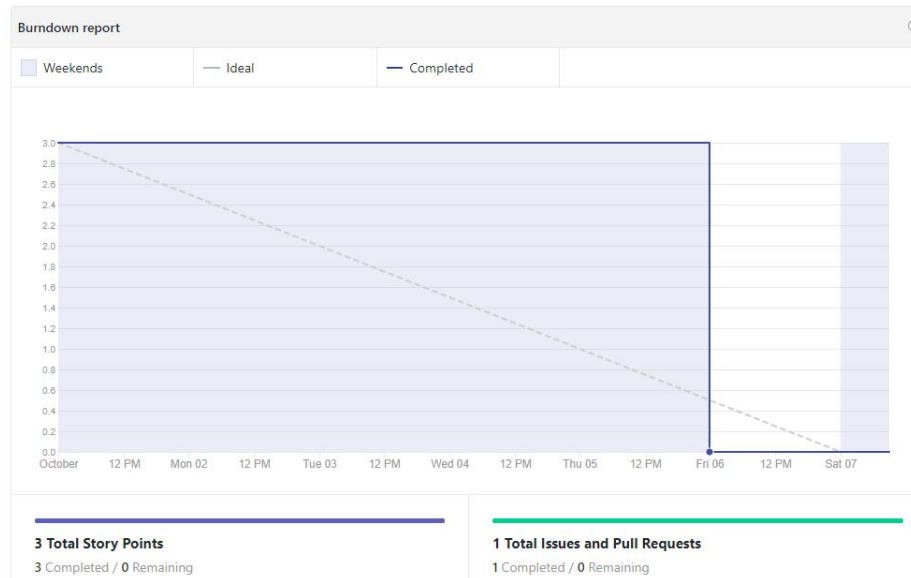 Burndown report
Weekends
Ideal
Completed
3.0
2.8
2.6
2.4
2.2
2.0
1.8
1.6
1.4
1.2
1.0
0.8
0.6
0.4
0.2
0.0
October 12 PM Mon 02 12 PM Tue 03 12 PM Wed 04 12 PM Thu 05 12 PM Fri 06 12 PM Sat 07
3 Total Story Points
3 Completed / 0 Remaining
1 Total Issues and Pull Requests
1 Completed / 0 Remaining